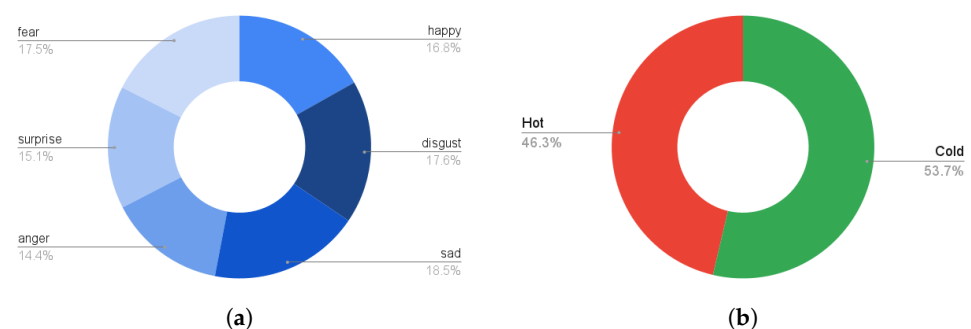 fear
17.5%
happy
16.8%
surprise
15.1%
disgust
17.6%
anger
14.4%
sad
18.5%
(a)
Hot
46.3%
Cold
53.7%
(b)